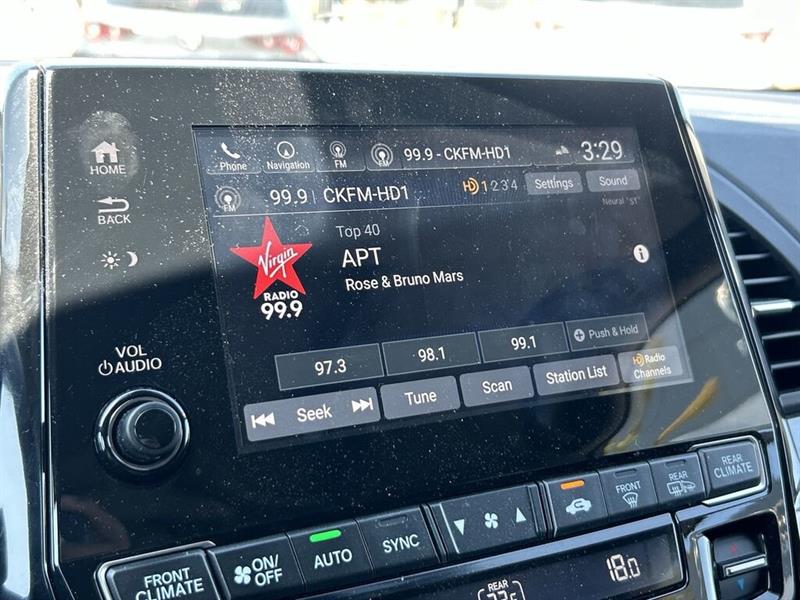 Phone Navigation FM FM 99.9 - CKFM-HD1 3:29
HOME
FM 99.9 | CKFM-HD1 HD 1 2 3 4 Settings Sound
Neural "ST"
BACK
Top 40
APT
Rose & Bruno Mars
Virgin
RADIO
99.9
i
VOL
AUDIO
97.3 98.1 99.1 Push & Hold
Seek Tune Scan Station List HD Radio
Channels
FRONT
CLIMATE
ON/
OFF
AUTO
SYNC
FRONT
REAR
REAR
CLIMATE
REAR
18.0